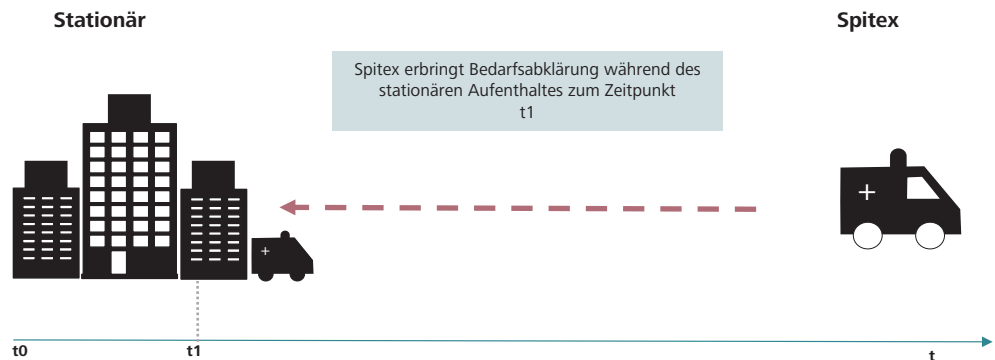 Stationär
Spitex
Spitex erbringt Bedarfsabklärung während des
stationären Aufenthaltes zum Zeitpunkt
t1
t0
t1
t